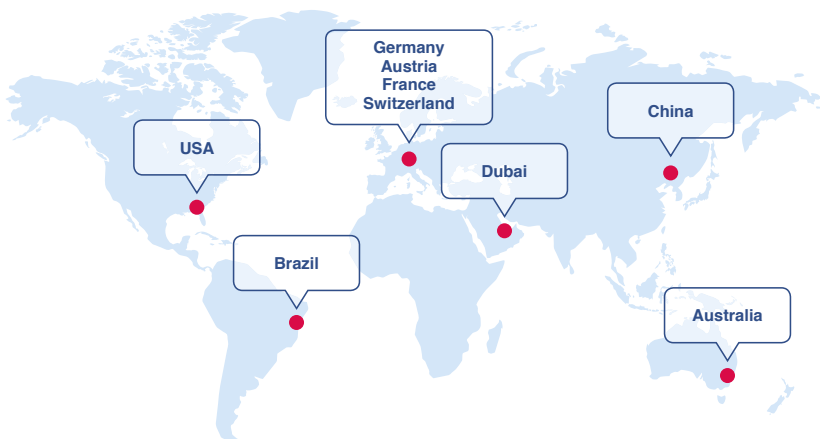 Germany
Austria
France
Switzerland
China
USA
Dubai
Brazil
Australia